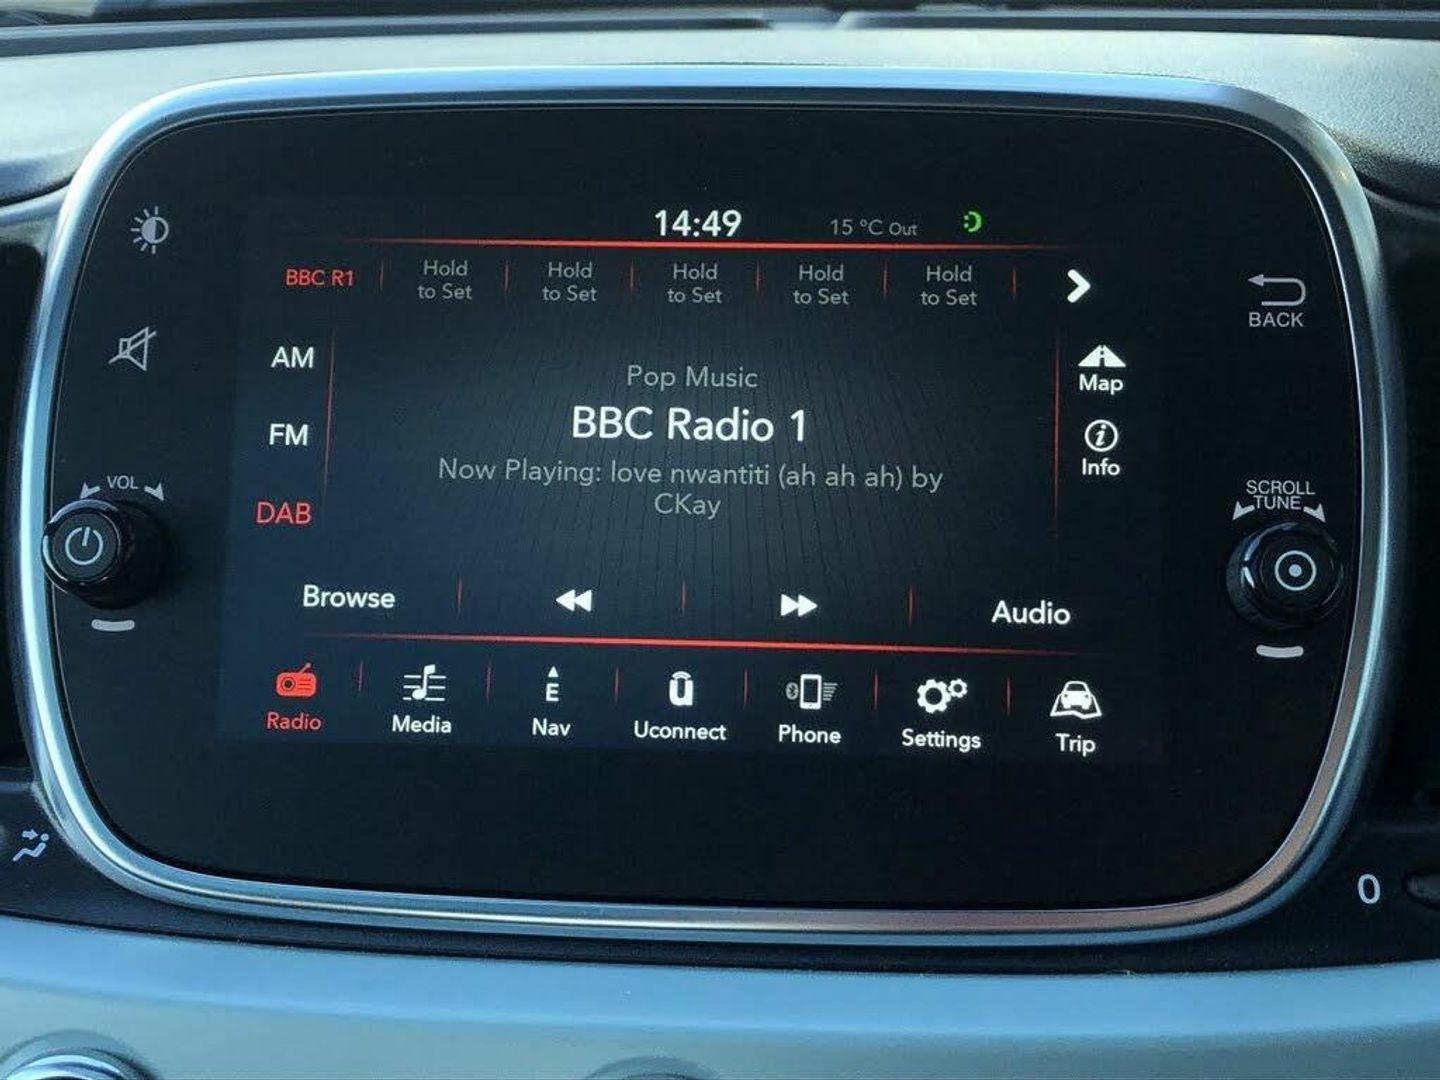 14:49 15 °C Out
BBC R1
Hold
to Set
Hold
to Set
Hold
to Set
Hold
to Set
Hold
to Set
BACK
AM
FM
DAB
Pop Music
BBC Radio 1
Now Playing: love nwantiti (ah ah ah) by
CKay
Map
Info
VOL
SCROLL
TUNE
Browse
Audio
Radio
Media
E
Nav
u
Uconnect
Phone
Settings
Trip
0